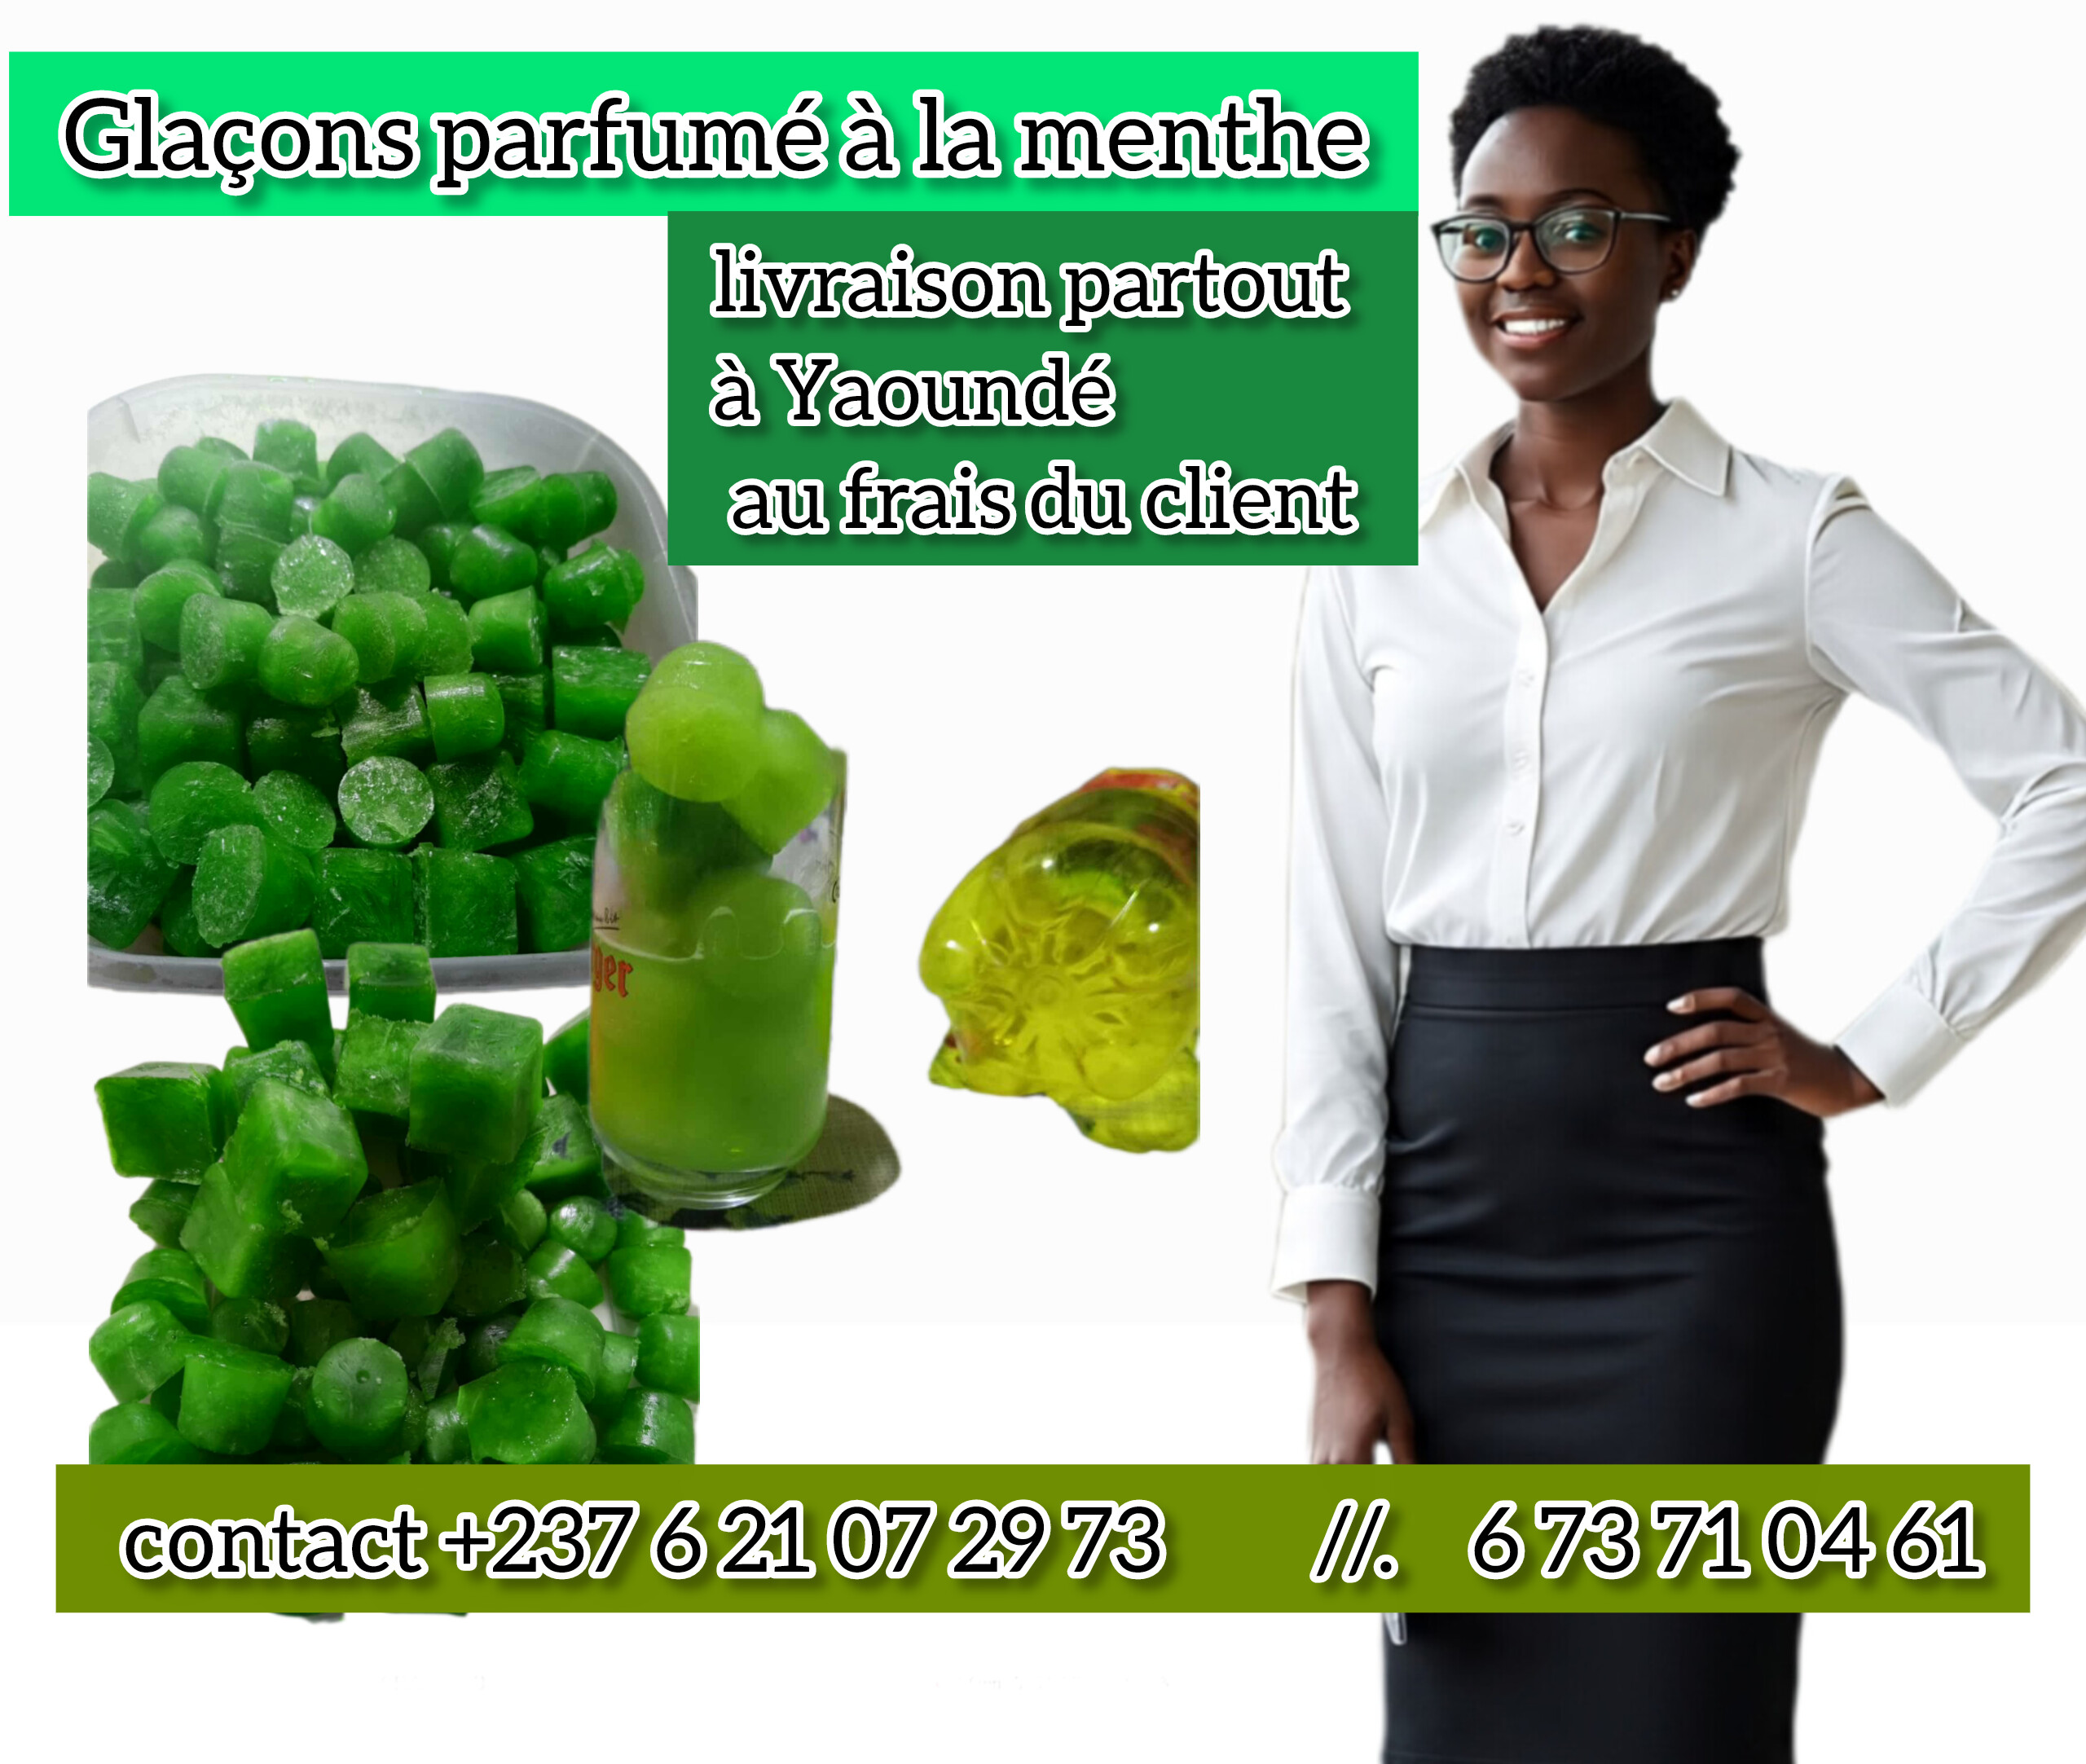 Glaçons parfumé à la menthe
livraison partout
à Yaoundé
au frais du client
contact +237 6 21 07 29 73 //. 6 73 71 04 61